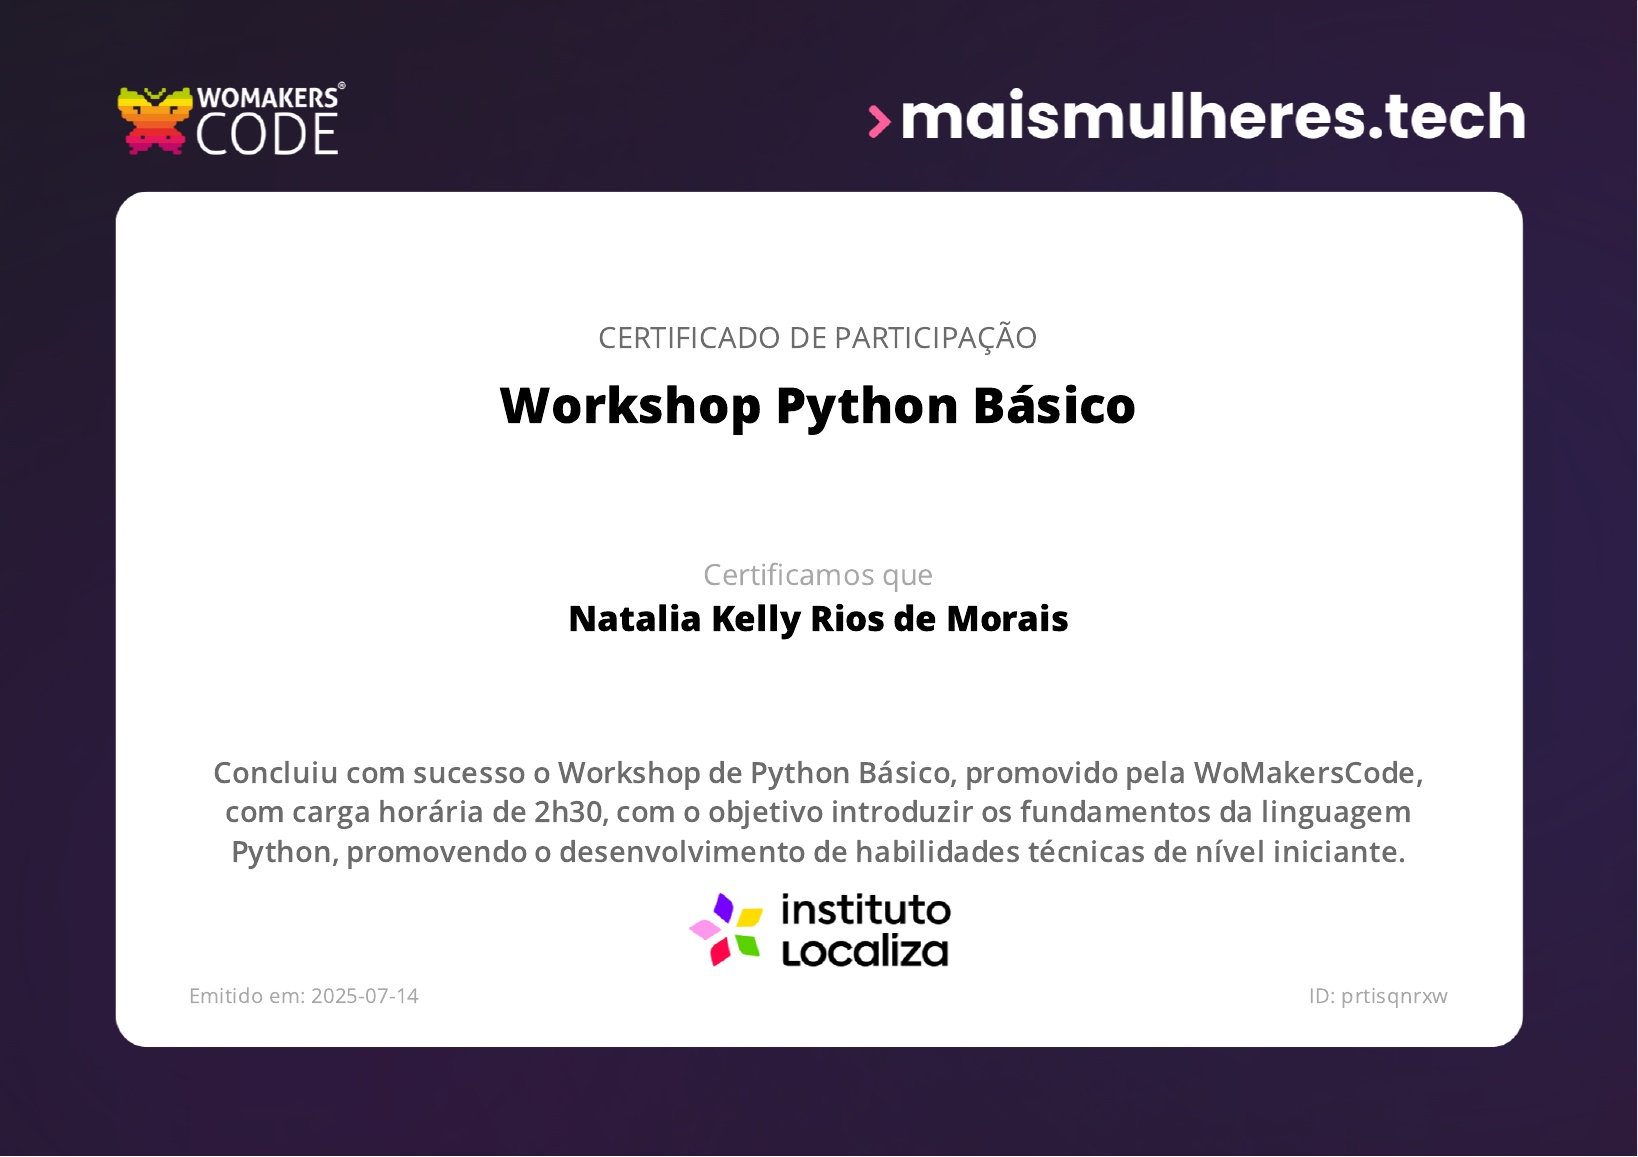 WOMAKERS®
CODE
maismulheres.tech
CERTIFICADO DE PARTICIPAÇÃO
Workshop Python Básico
Certificamos que
Natalia Kelly Rios de Morais
Concluiu com sucesso o Workshop de Python Básico, promovido pela WoMakersCode,
com carga horária de 2h30, com o objetivo introduzir os fundamentos da linguagem
Python, promovendo o desenvolvimento de habilidades técnicas de nível iniciante.
instituto
Localiza
Emitido em: 2025-07-14
ID: prtisqnrxw